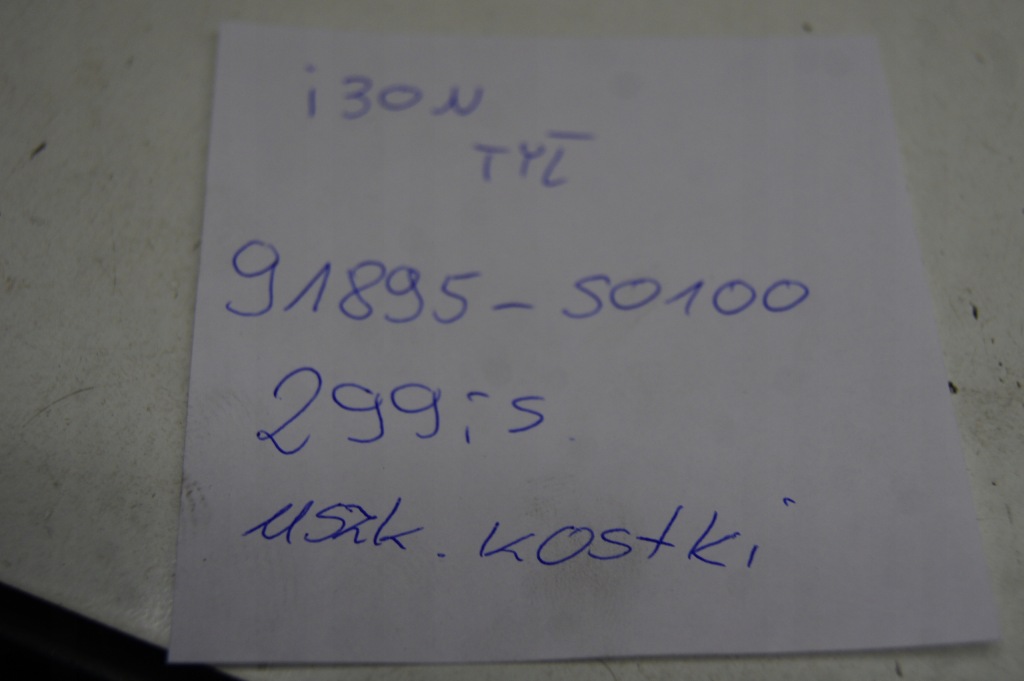 i30N
TYŁ
91895-S0100
299;s
uszk. kostki